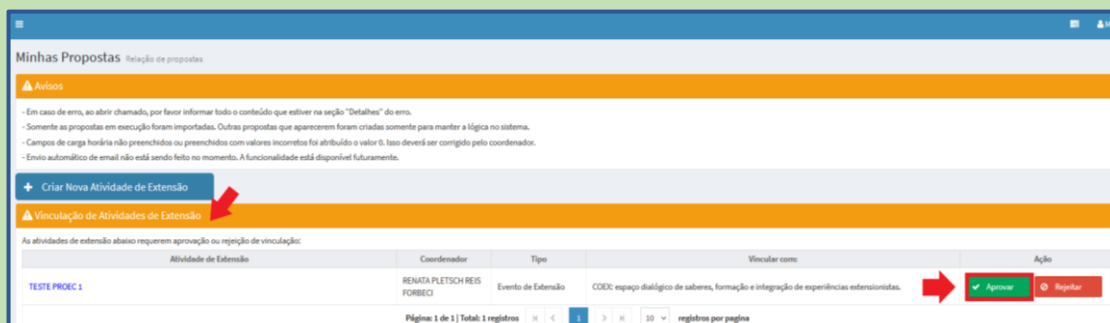 Minhas Propostas Relação de propostas
Avisos
- Em caso de erro, ao abrir chamado, por favor informar todo o conteúdo que estiver na seção "Detalhes" do erro.
- Somente as propostas em execução foram importadas. Outras propostas que aparecerem foram criadas somente para manter a lógica no sistema.
- Campos de carga horária não preenchidos ou preenchidos com valores incorretos foi atribuído o valor 0. Isso deverá ser corrigido pelo coordenador.
- Envio automático de email não está sendo feito no momento. A funcionalidade está disponível futuramente.
+ Criar Nova Atividade de Extensão
Vinculação de Atividades de Extensão
As atividades de extensão abaixo requerem aprovação ou rejeição de vinculação:
Atividade de Extensão Coordenador Tipo Vincular com: Ação
TESTE PROEC 1 RENATA PLETSCH REIS FORBECI Evento de Extensão COEX: espaço dialógico de saberes, formação e integração de experiências extensionistas. Aprovar Rejeitar
Página: 1 de 1 | Total: 1 registros 1 10 registros por pagina